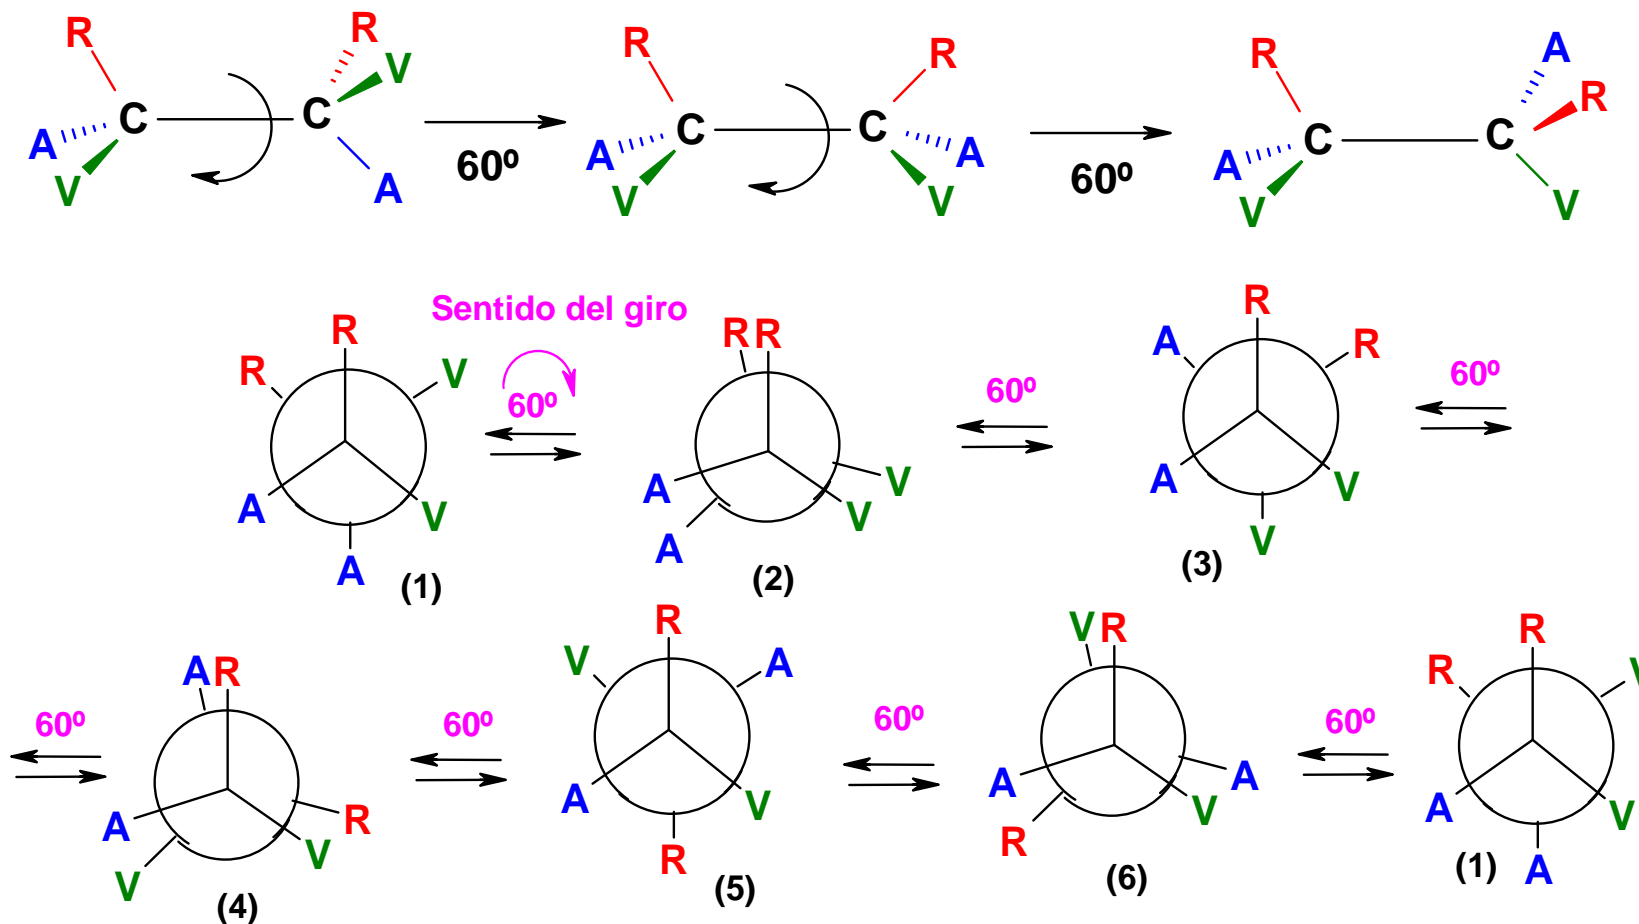 R R V C C A V A
60º
R R C C A V A V
60º
R A R C C A V V
Sentido del giro
60º
R R V A V A
(1)
R R A A V V
(2)
60º
A R R A V V
(3)
60º
60º
A R A V V R
(4)
60º
V R A A V R
(5)
60º
V R A R V A
(6)
60º
R R V A V A
(1)